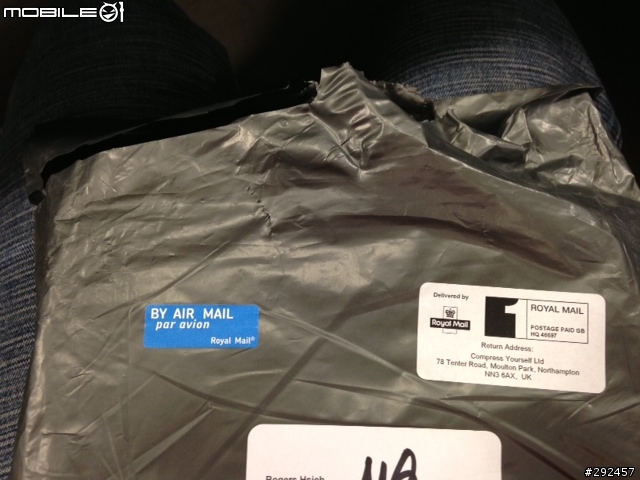 MOBILE01
BY AIR MAIL
par avion
Royal Mail®
Delivered by
Royal Mail
1
ROYAL MAIL
POSTAGE PAID GB
HQ 46697
Return Address:
Compress Yourself Ltd
78 Tenter Road, Moulton Park, Northampton
NN3 6AX, UK
Rogers Hsieh
#292457